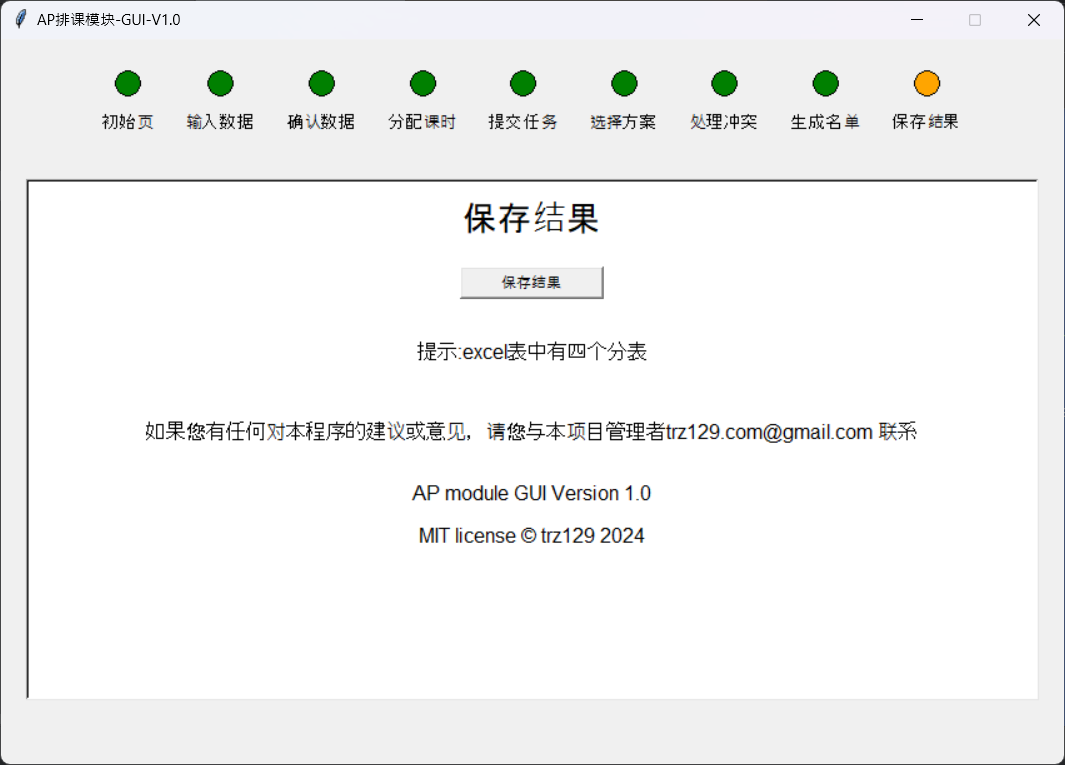 AP排课模块-GUI-V1.0
初始页 输入数据 确认数据 分配课时 提交任务 选择方案 处理冲突 生成名单 保存结果
保存结果
保存结果
提示:excel表中有四个分表
如果您有任何对本程序的建议或意见，请您与本项目管理者trz129.com@gmail.com 联系
AP module GUI Version 1.0
MIT license © trz129 2024